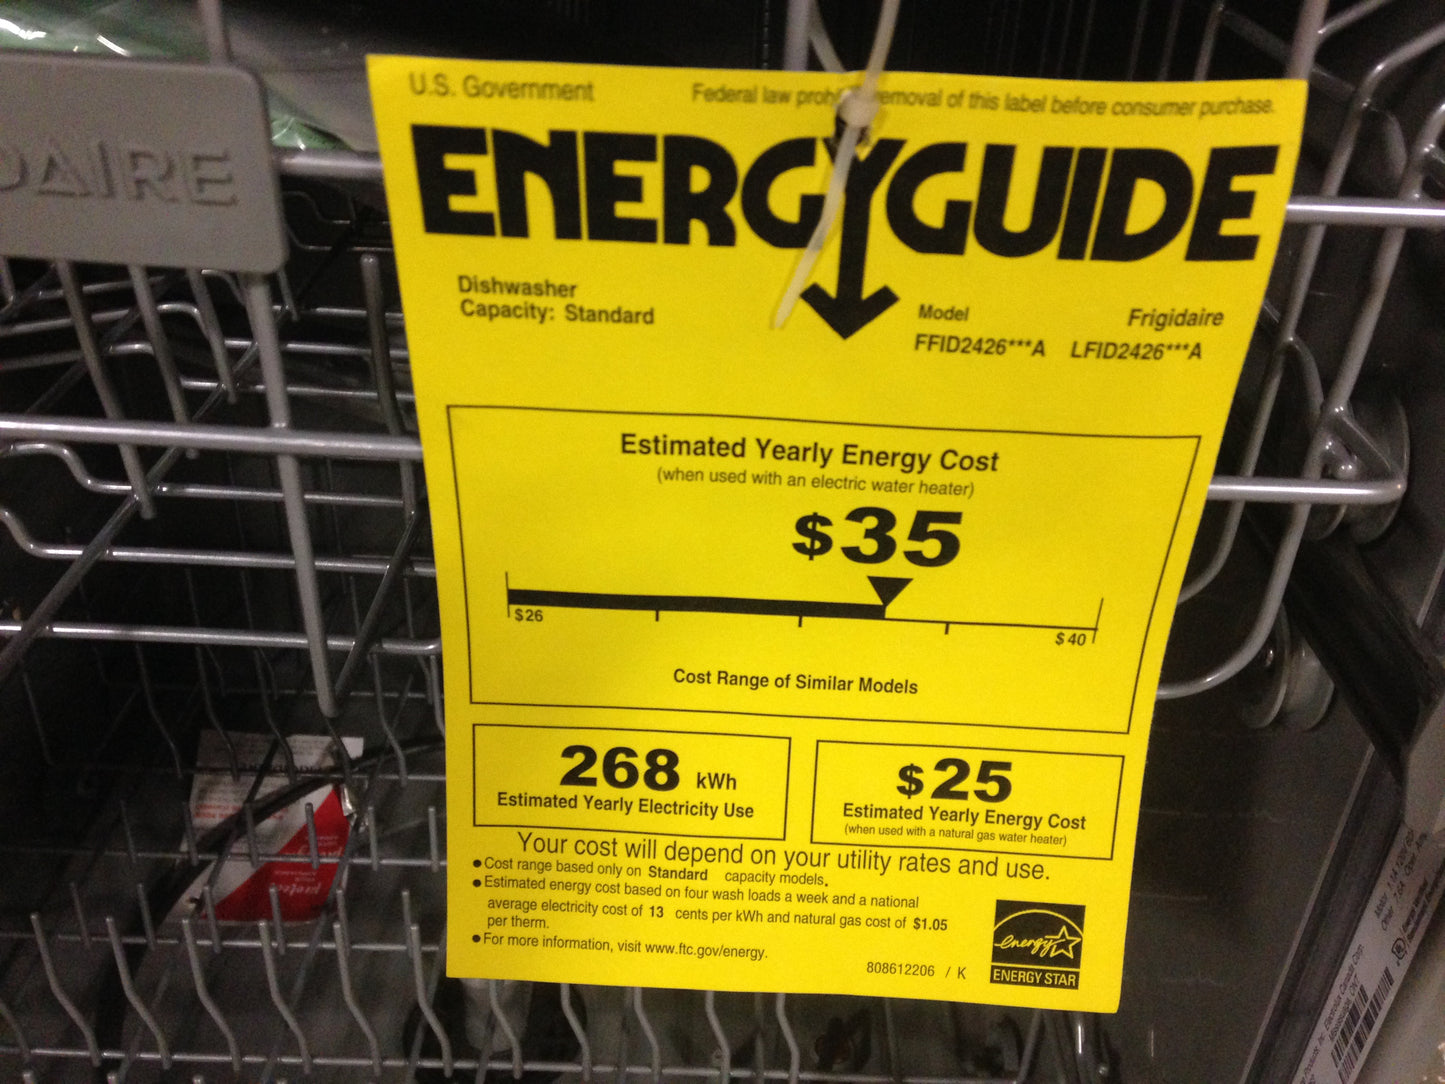 U.S. Government
Federal law removal of this label before consumer purchase.
ENERGYGUIDE
DAIRE
Dishwasher
Capacity: Standard
Model Frigidaire
FFID2426***A LFID2426***A
Estimated Yearly Energy Cost
(when used with an electric water heater)
$35
$26
$40
Cost Range of Similar Models
268 kWh
Estimated Yearly Electricity Use
$25
Estimated Yearly Energy Cost
(when used with a natural gas water heater)
Your cost will depend on your utility rates and use.
● Cost range based only on Standard capacity models.
● Estimated energy cost based on four wash loads a week and a national
average electricity cost of 13 cents per kWh and natural gas cost of $1.05
per therm.
● For more information, visit www.ftc.gov/energy.
808612206 / K
energy
ENERGY STAR